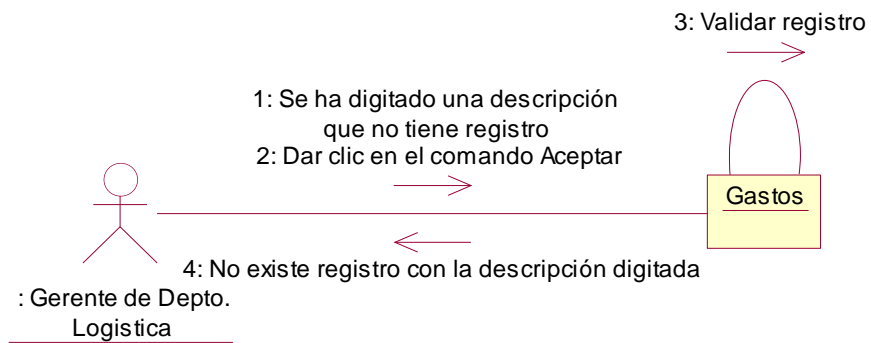 3: Validar registro
1: Se ha digitado una descripción
que no tiene registro
2: Dar clic en el comando Aceptar
Gastos
4: No existe registro con la descripción digitada
: Gerente de Depto.
Logistica